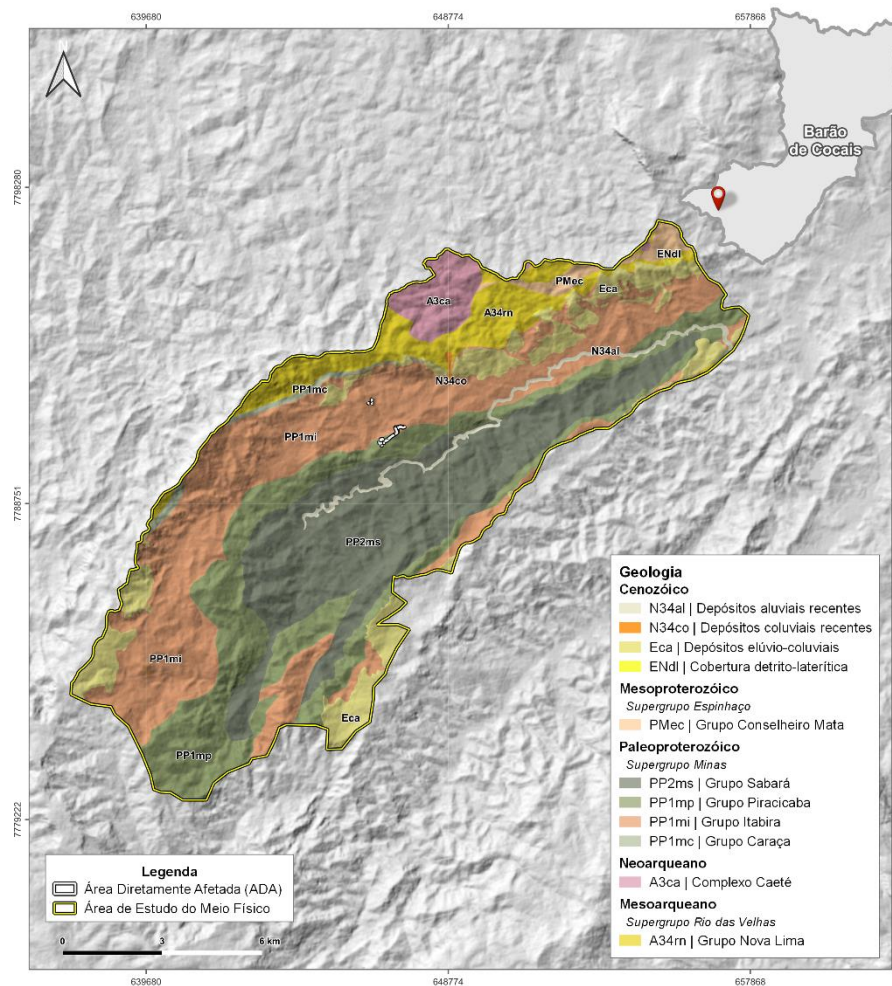 639680
648774
657868
Barão
de Cocais
7798280
ENdl
PMec
Eca
A3ca
A34rn
N34al
N34co
PP1mc
PP1mi
7788751
PP2ms
PP1mi
Eca
PP1mp
7779222
Geologia
Cenozóico
N34al | Depósitos aluviais recentes
N34co | Depósitos coluviais recentes
Eca | Depósitos elúvio-coluviais
ENdl | Cobertura detrito-laterítica
Mesoproterozóico
Supergrupo Espinhaço
PMec | Grupo Conselheiro Mata
Paleoproterozóico
Supergrupo Minas
PP2ms | Grupo Sabará
PP1mp | Grupo Piracicaba
PP1mi | Grupo Itabira
PP1mc | Grupo Caraça
Neoarqueano
A3ca | Complexo Caeté
Mesoarqueano
Supergrupo Rio das Velhas
A34rn | Grupo Nova Lima
Legenda
Área Diretamente Afetada (ADA)
Área de Estudo do Meio Físico
0 3 6 km
639680
648774
657868